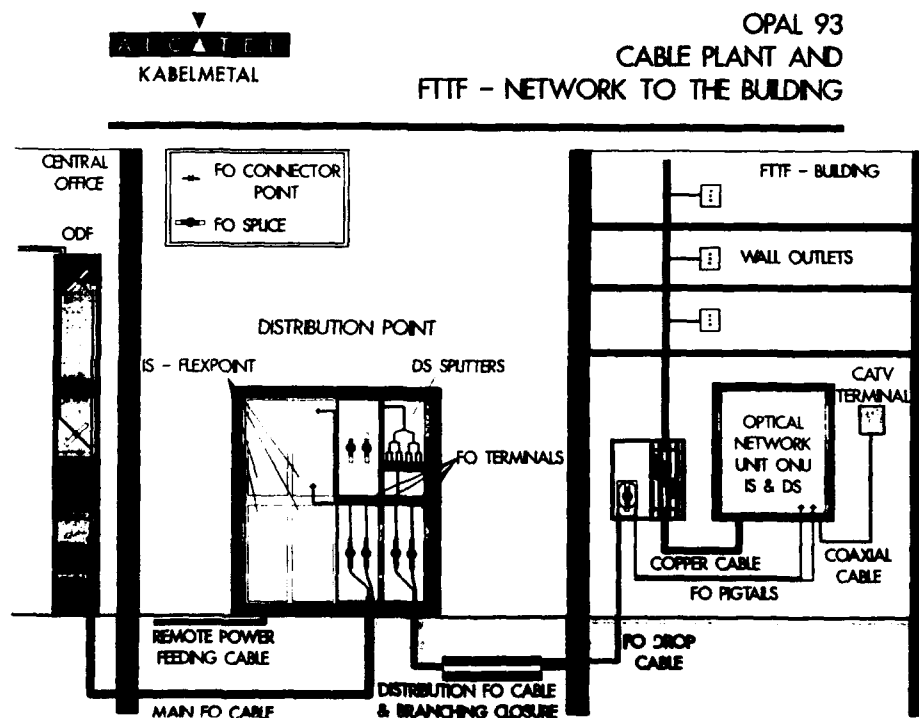 ALCATEL
KABELMETAL
OPAL 93
CABLE PLANT AND
FTTF - NETWORK TO THE BUILDING
CENTRAL
OFFICE
ODF
FO CONNECTOR
POINT
FO SPLICE
DISTRIBUTION POINT
IS - FLEXPOINT
DS SPLITTERS
FO TERMINALS
REMOTE POWER
FEEDING CABLE
MAIN FO CABLE
DISTRIBUTION FO CABLE
& BRANCHING CLOSURE
FTTF - BUILDING
WALL OUTLETS
CATV
TERMINAL
OPTICAL
NETWORK
UNIT ONU
IS & DS
COPPER CABLE
FO PIGTAILS
COAXIAL
CABLE
FO DROP
CABLE